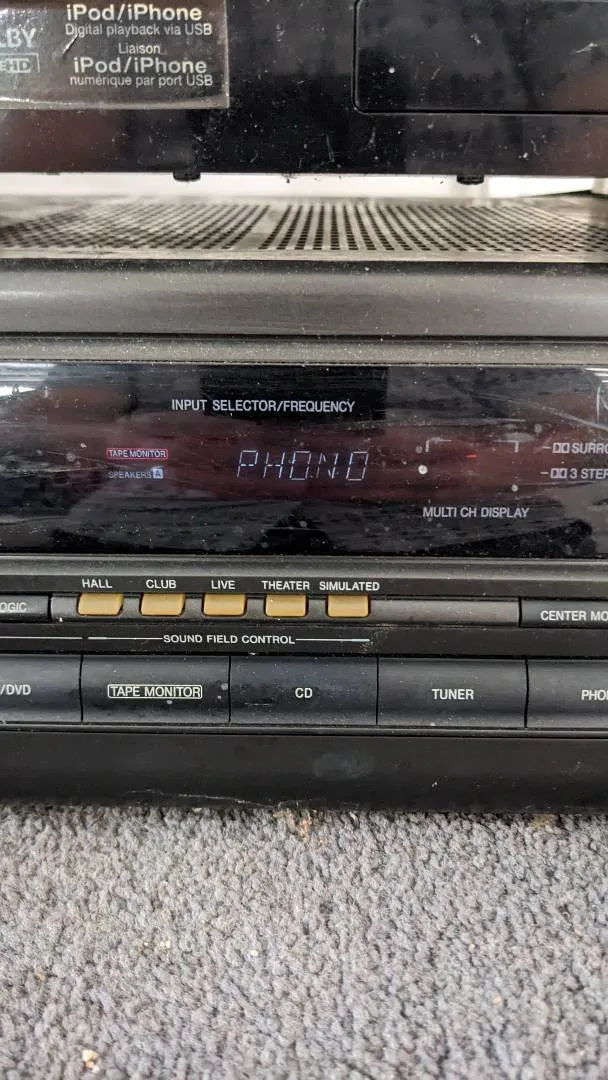 iPod/iPhone
Digital playback via USB
LBY
Liaison
iPod/iPhone
HD
numérique par port USB
INPUT SELECTOR/FREQUENCY
TAPE MONITOR
PHONO
SPEAKERS A
SURRO
3 STER
MULTI CH DISPLAY
HALL CLUB LIVE THEATER SIMULATED
OGIC
CENTER MO
SOUND FIELD CONTROL
/DVD TAPE MONITOR CD TUNER PHO